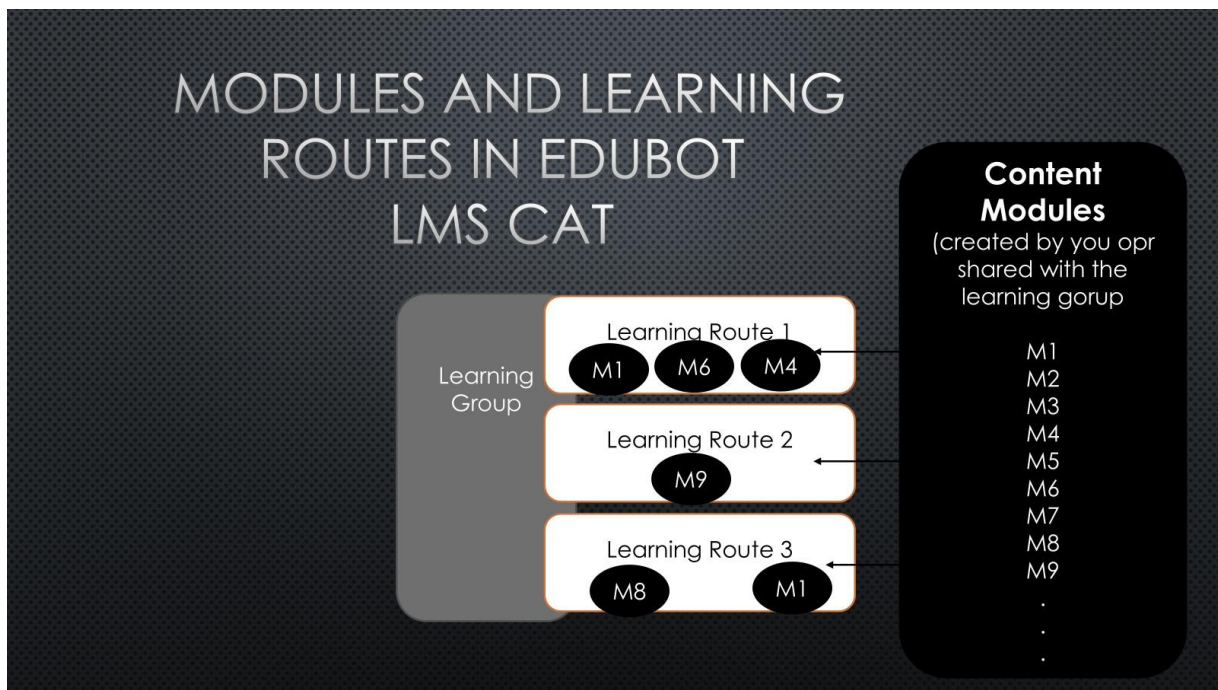 MODULES AND LEARNING
ROUTES IN EDUBOT
LMS CAT
Learning
Group
Learning Route 1
M1 M6 M4
Learning Route 2
M9
Learning Route 3
M8 M1
Content
Modules
(created by you opr
shared with the
learning gorup
M1
M2
M3
M4
M5
M6
M7
M8
M9
.
.
.